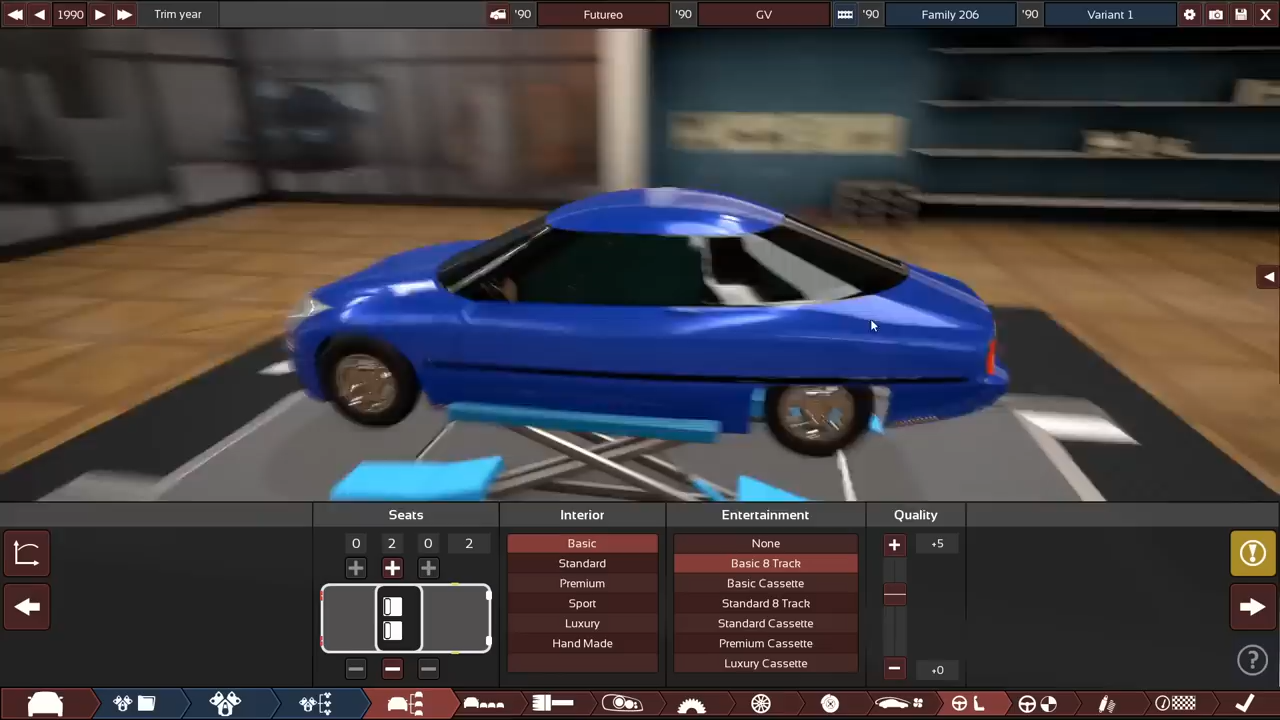 1990 Trim year '90 Futureo '90 GV '90 Family 206 '90 Variant 1
Seats Interior Entertainment Quality
0 2 0 2
Basic
Standard
Premium
Sport
Luxury
Hand Made
None
Basic 8 Track
Basic Cassette
Standard 8 Track
Standard Cassette
Premium Cassette
Luxury Cassette
+5
+0